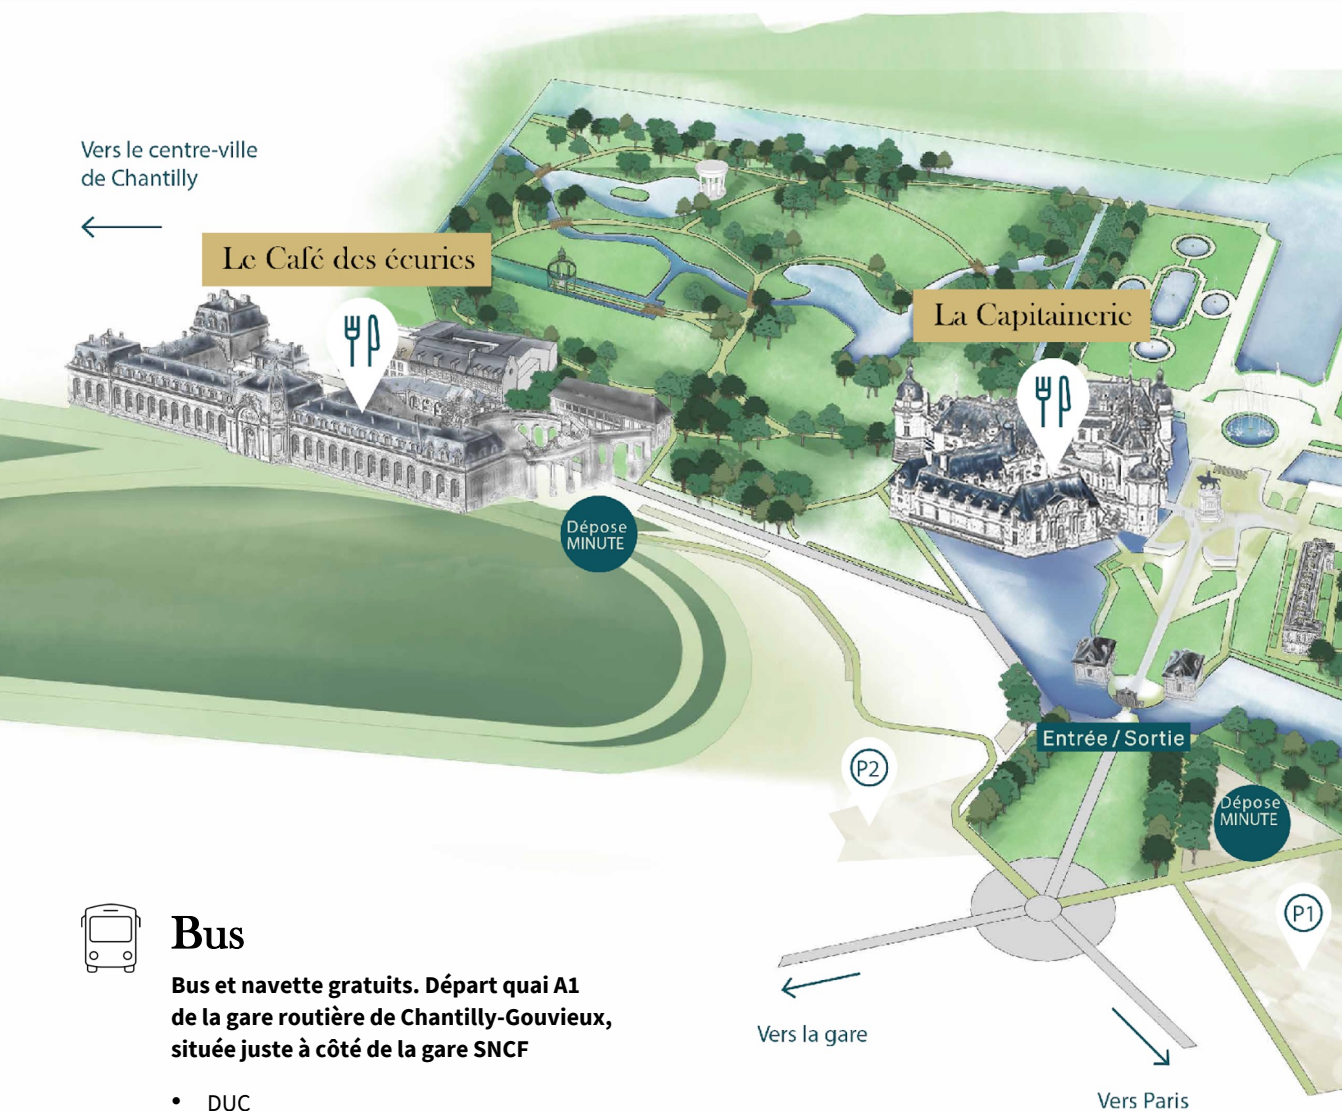 Vers le centre-ville
de Chantilly
Le Café des écuries
La Capitainerie
Dépose
MINUTE
Entrée / Sortie
P2
Dépose
MINUTE
P1
Vers la gare
Vers Paris
Bus
Bus et navette gratuits. Départ quai A1
de la gare routière de Chantilly-Gouvieux,
située juste à côté de la gare SNCF
• DUC